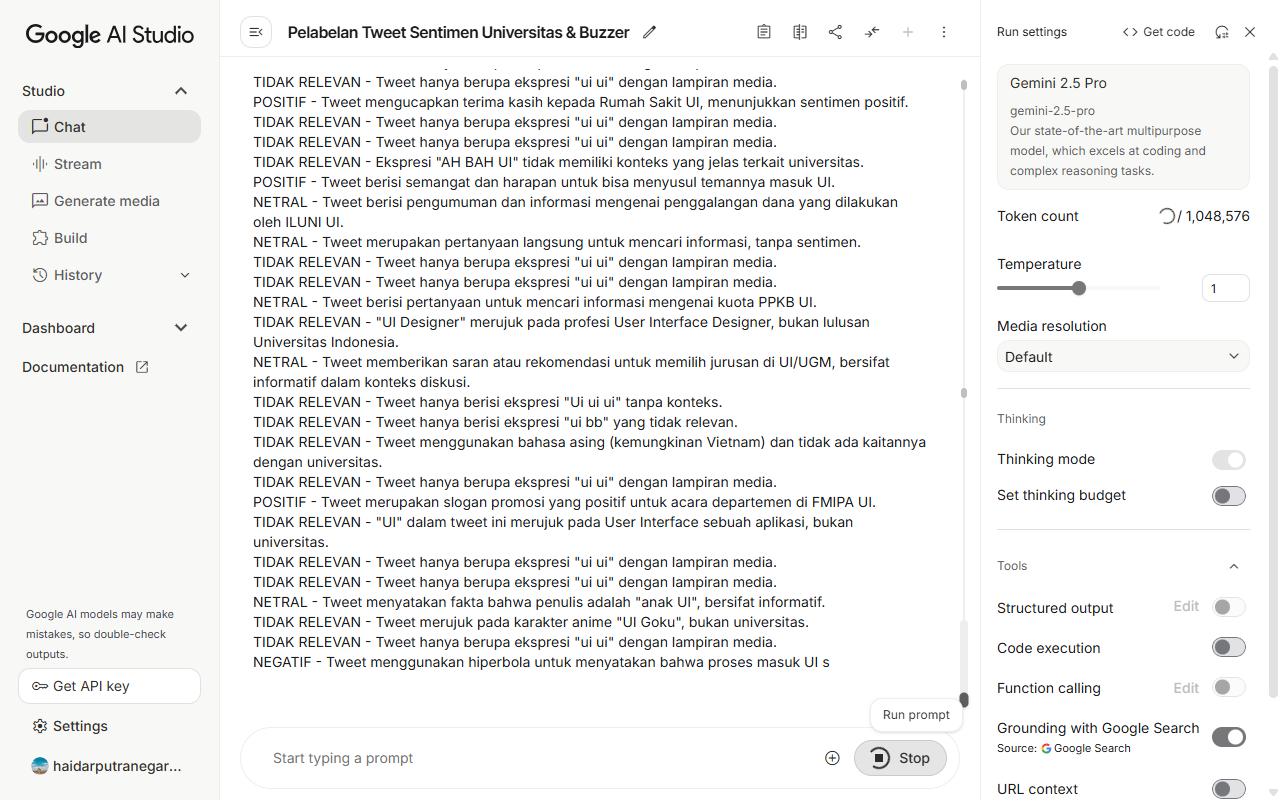 Google AI Studio
Studio
Chat
Stream
Generate media
Build
History
Dashboard
Documentation
Google AI models may make
mistakes, so double-check
outputs.
Get API key
Settings
haidarputranegar...
Pelabelan Tweet Sentimen Universitas & Buzzer
TIDAK RELEVAN - Tweet hanya berupa ekspresi "ui ui" dengan lampiran media.
POSITIF - Tweet mengucapkan terima kasih kepada Rumah Sakit UI, menunjukkan sentimen positif.
TIDAK RELEVAN - Tweet hanya berupa ekspresi "ui ui" dengan lampiran media.
TIDAK RELEVAN - Tweet hanya berupa ekspresi "ui ui" dengan lampiran media.
TIDAK RELEVAN - Ekspresi "AH BAH UI" tidak memiliki konteks yang jelas terkait universitas.
POSITIF - Tweet berisi semangat dan harapan untuk bisa menyusul temannya masuk UI.
NETRAL - Tweet berisi pengumuman dan informasi mengenai penggalangan dana yang dilakukan
oleh ILUNI UI.
NETRAL - Tweet merupakan pertanyaan langsung untuk mencari informasi, tanpa sentimen.
TIDAK RELEVAN - Tweet hanya berupa ekspresi "ui ui" dengan lampiran media.
TIDAK RELEVAN - Tweet hanya berupa ekspresi "ui ui" dengan lampiran media.
NETRAL - Tweet berisi pertanyaan untuk mencari informasi mengenai kuota PPKB UI.
TIDAK RELEVAN - "UI Designer" merujuk pada profesi User Interface Designer, bukan lulusan
Universitas Indonesia.
NETRAL - Tweet memberikan saran atau rekomendasi untuk memilih jurusan di UI/UGM, bersifat
informatif dalam konteks diskusi.
TIDAK RELEVAN - Tweet hanya berisi ekspresi "Ui ui ui" tanpa konteks.
TIDAK RELEVAN - Tweet hanya berisi ekspresi "ui bb" yang tidak relevan.
TIDAK RELEVAN - Tweet menggunakan bahasa asing (kemungkinan Vietnam) dan tidak ada kaitannya
dengan universitas.
TIDAK RELEVAN - Tweet hanya berupa ekspresi "ui ui" dengan lampiran media.
POSITIF - Tweet merupakan slogan promosi yang positif untuk acara departemen di FMIPA UI.
TIDAK RELEVAN - "UI" dalam tweet ini merujuk pada User Interface sebuah aplikasi, bukan
universitas.
TIDAK RELEVAN - Tweet hanya berupa ekspresi "ui ui" dengan lampiran media.
TIDAK RELEVAN - Tweet hanya berupa ekspresi "ui ui" dengan lampiran media.
NETRAL - Tweet menyatakan fakta bahwa penulis adalah "anak UI", bersifat informatif.
TIDAK RELEVAN - Tweet merujuk pada karakter anime "UI Goku", bukan universitas.
TIDAK RELEVAN - Tweet hanya berupa ekspresi "ui ui" dengan lampiran media.
NEGATIF - Tweet menggunakan hiperbola untuk menyatakan bahwa proses masuk UI s
Run prompt
Start typing a prompt
Stop
Run settings
Get code
Gemini 2.5 Pro
gemini-2.5-pro
Our state-of-the-art multipurpose
model, which excels at coding and
complex reasoning tasks.
Token count / 1,048,576
Temperature
1
Media resolution
Default
Thinking
Thinking mode
Set thinking budget
Tools
Structured output Edit
Code execution
Function calling Edit
Grounding with Google Search
Source: Google Search
URL context